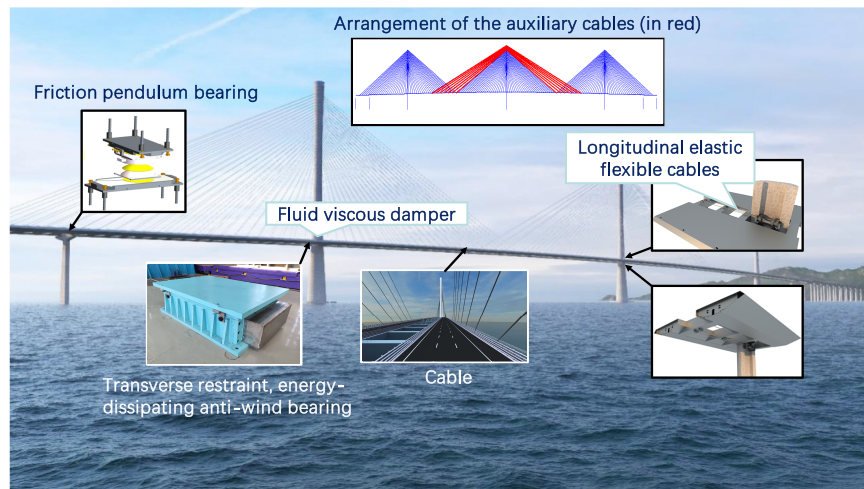 Arrangement of the auxiliary cables (in red)
Friction pendulum bearing
Longitudinal elastic
flexible cables
Fluid viscous damper
Transverse restraint, energy-
dissipating anti-wind bearing
Cable